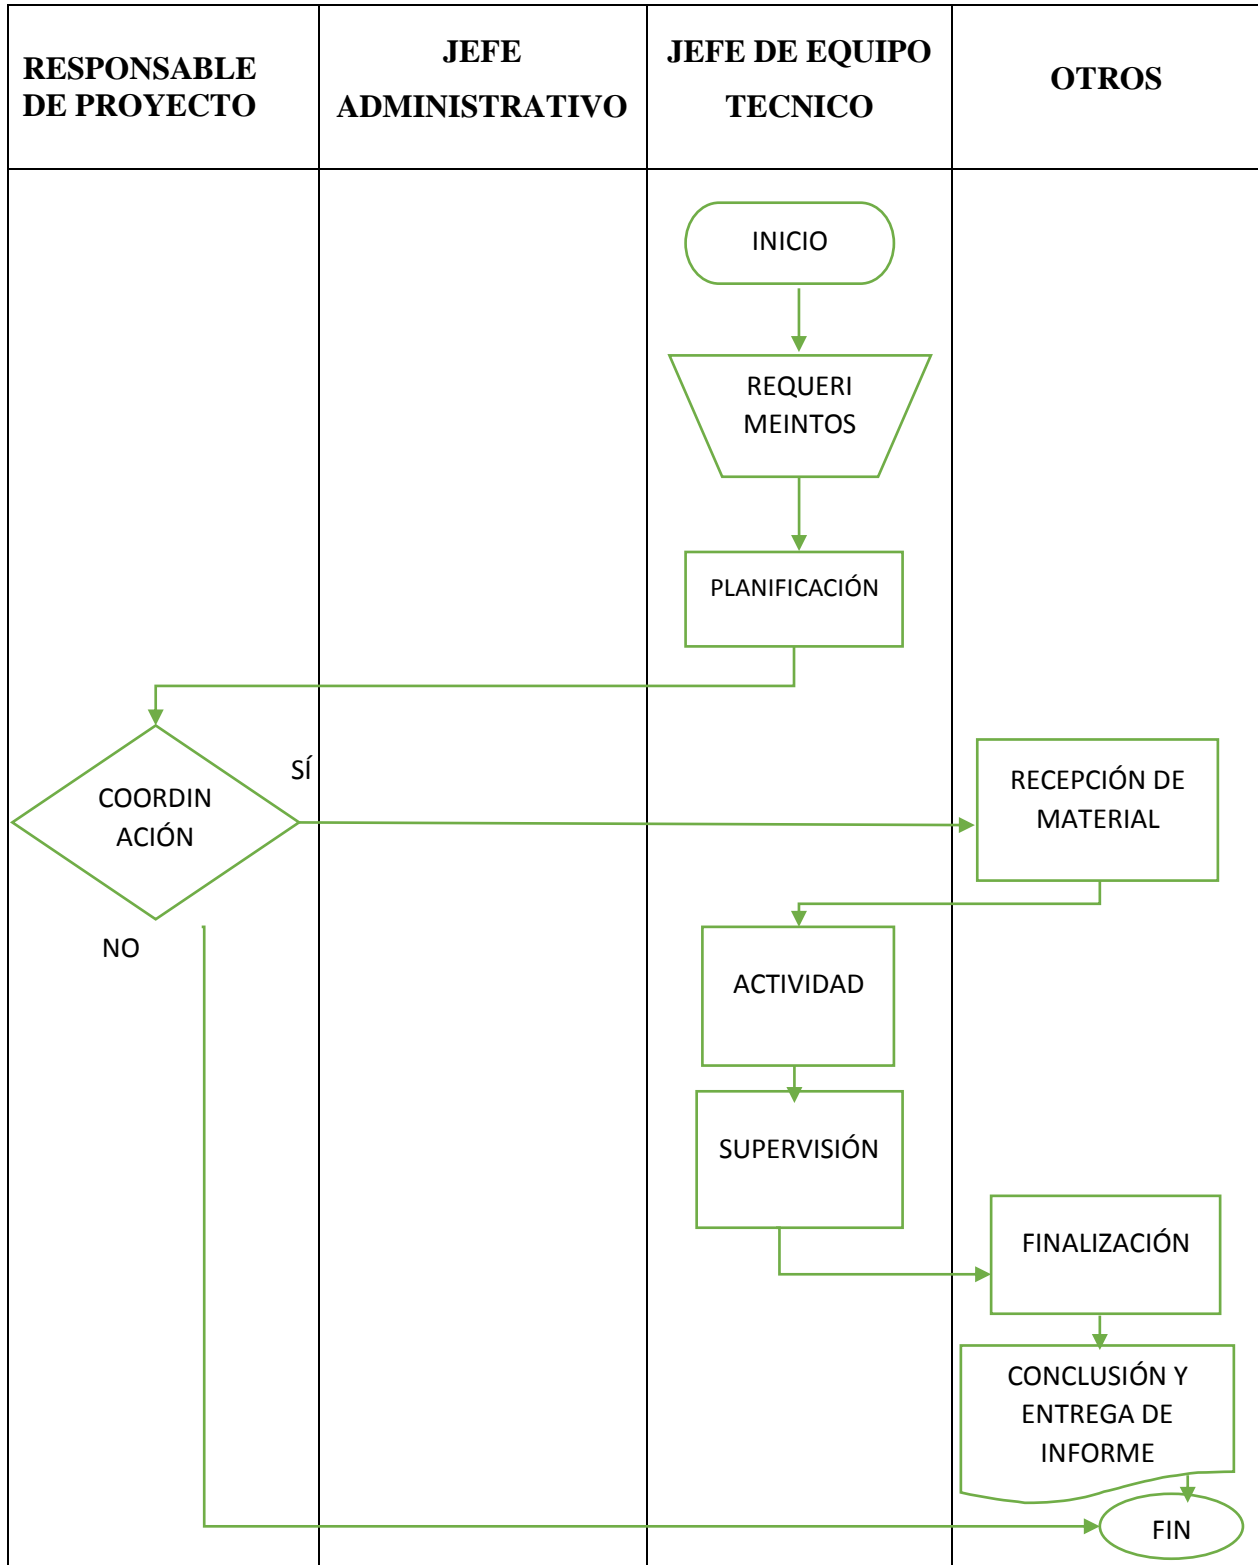 RESPONSABLE
DE PROYECTO
JEFE
ADMINISTRATIVO
JEFE DE EQUIPO
TECNICO
OTROS
INICIO
REQUERI
MEINTOS
PLANIFICACIÓN
SÍ
COORDIN
ACIÓN
RECEPCIÓN DE
MATERIAL
NO
ACTIVIDAD
SUPERVISIÓN
FINALIZACIÓN
CONCLUSIÓN Y
ENTREGA DE
INFORME
FIN